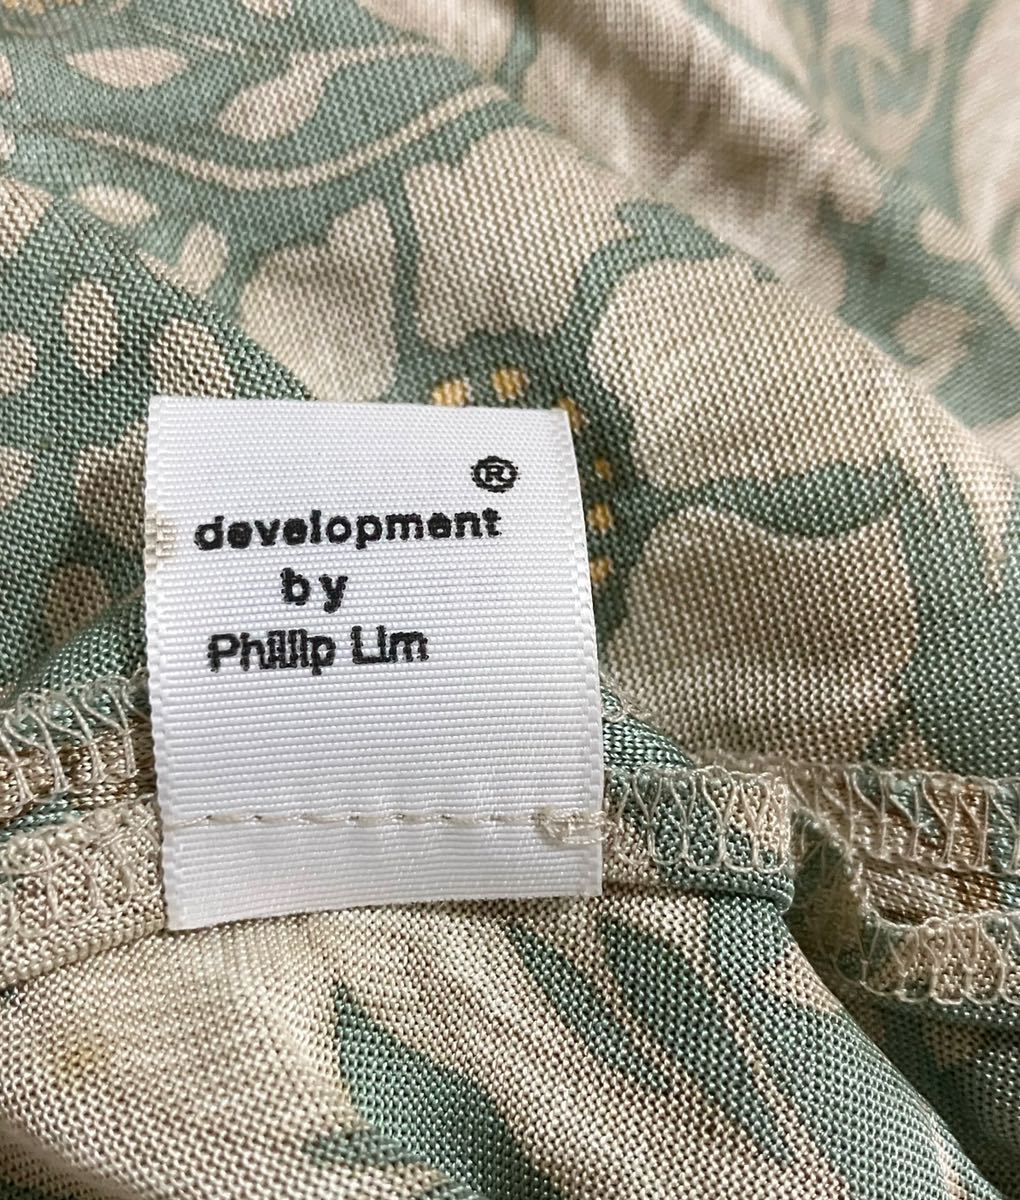 ®
development
by
Phillip Lim